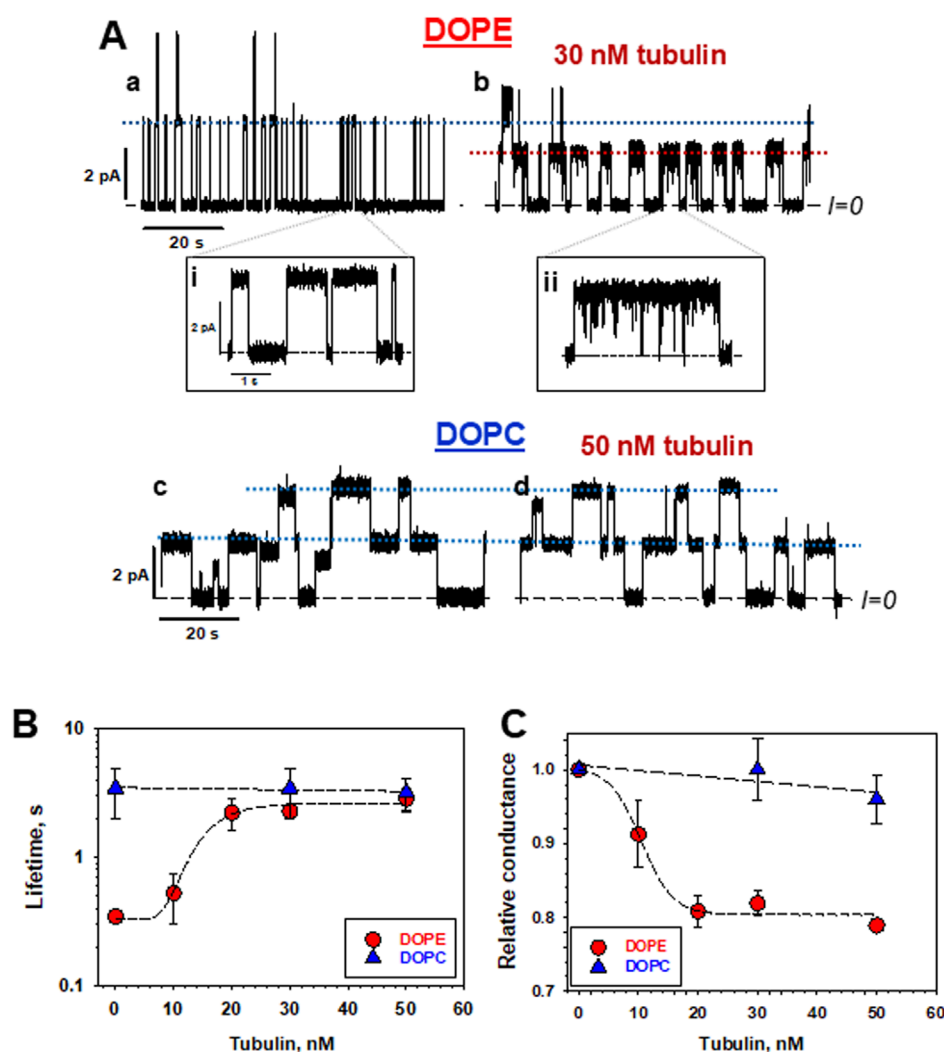 A
DOPE
a
b
30 nM tubulin
2 pA
I=0
20 s
i
2 pA
1 s
ii
DOPC
50 nM tubulin
c
d
2 pA
I=0
20 s
B
10
1
0.1
Lifetime, s
0 10 20 30 40 50 60
Tubulin, nM
DOPE
DOPC
C
1.0
0.9
0.8
0.7
Relative conductance
0 10 20 30 40 50 60
Tubulin, nM
DOPE
DOPC